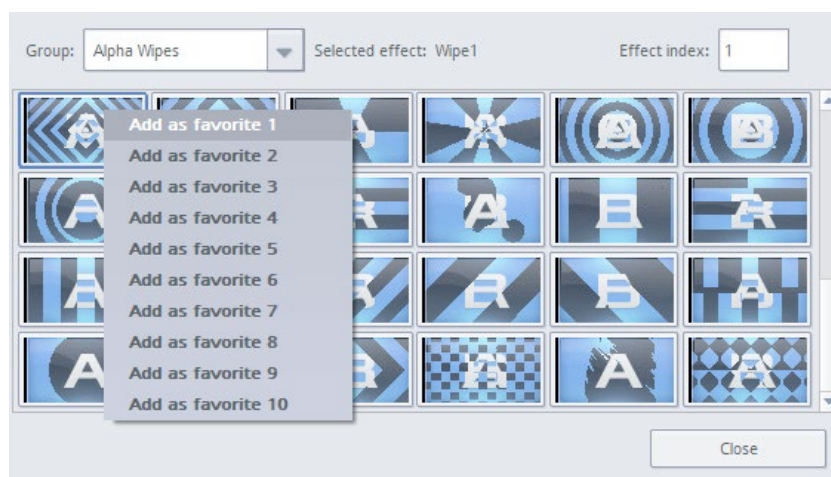 Group: Alpha Wipes Selected effect: Wipe1 Effect index: 1
Add as favorite 1
Add as favorite 2
Add as favorite 3
Add as favorite 4
Add as favorite 5
Add as favorite 6
Add as favorite 7
Add as favorite 8
Add as favorite 9
Add as favorite 10
Close